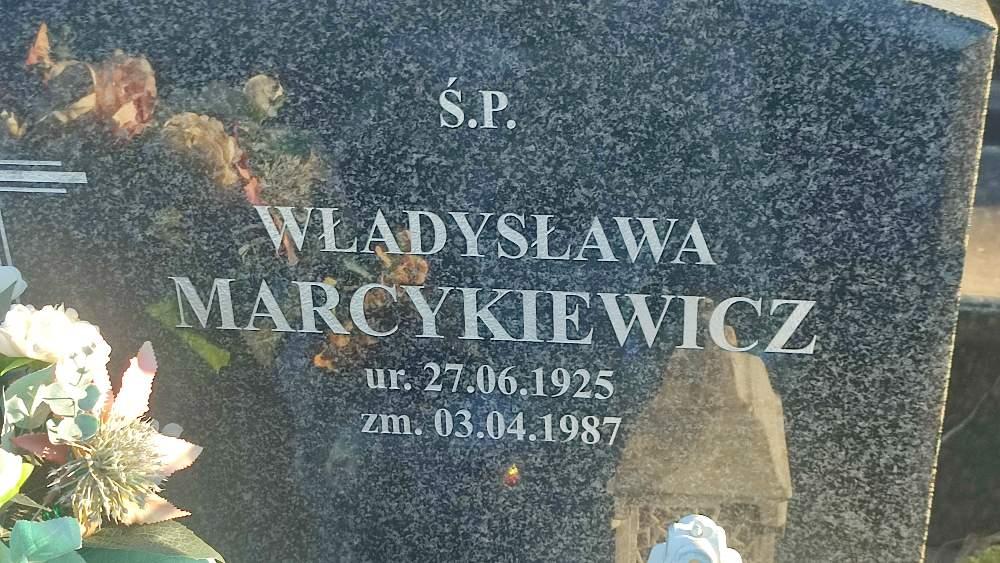 Ś.P.
WŁADYSŁAWA
MARCYKIEWICZ
ur. 27.06.1925
zm. 03.04.1987